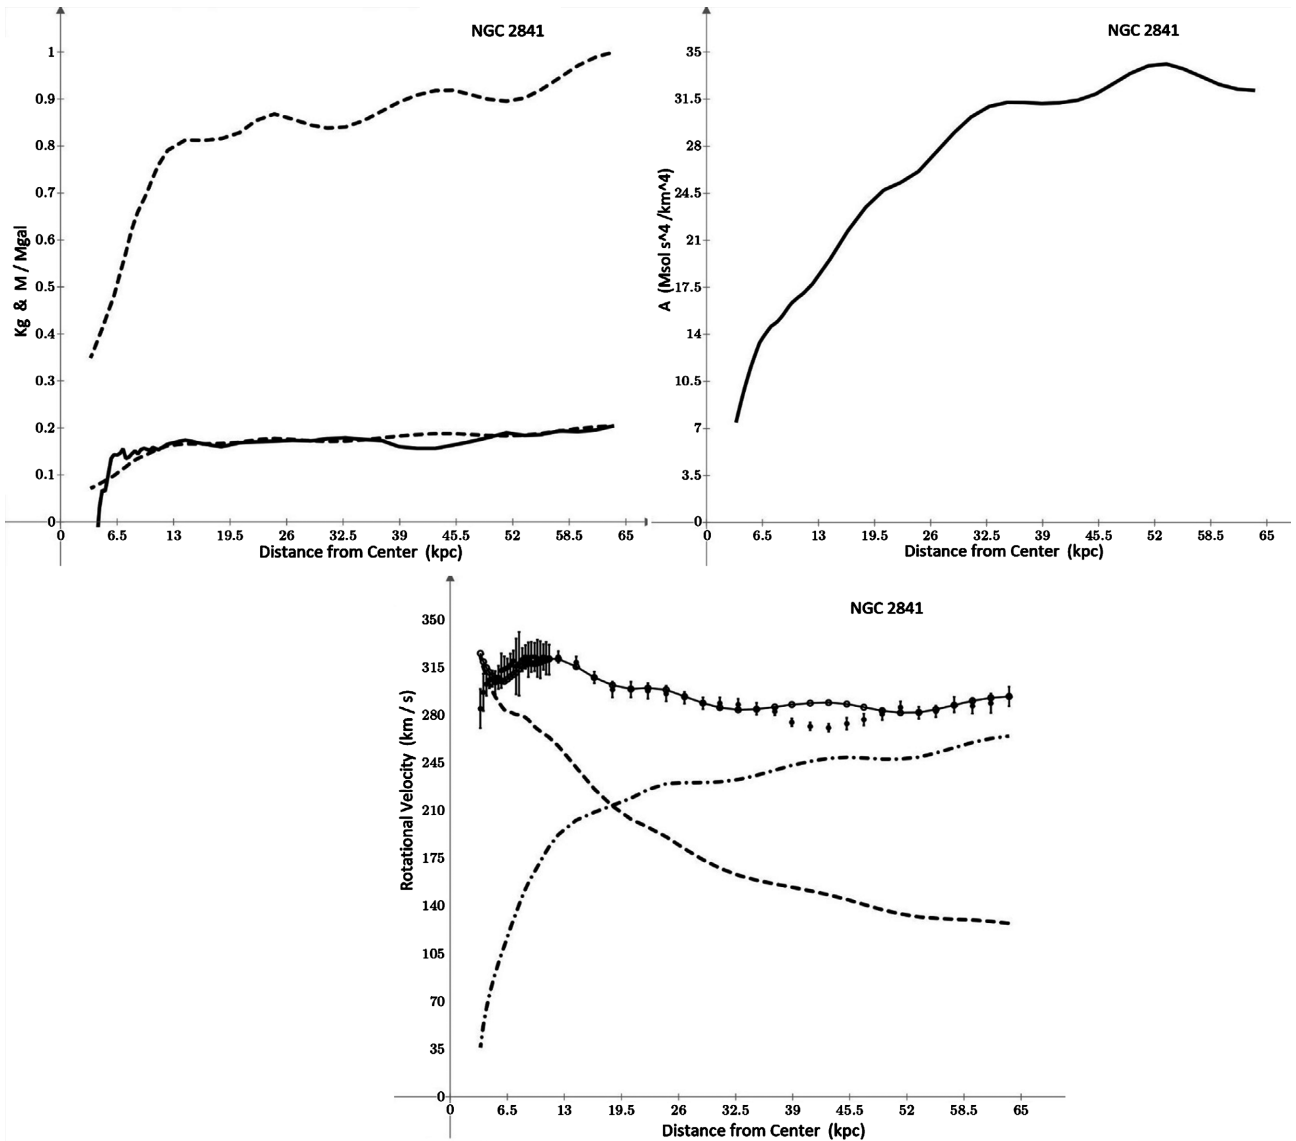 NGC 2841
1
0.9
0.8
0.7
0.6
0.5
0.4
0.3
0.2
0.1
0
Kg & M / Mgal
0 6.5 13 19.5 26 32.5 39 45.5 52 58.5 65
Distance from Center (kpc)
NGC 2841
35
31.5
28
24.5
21
17.5
14
10.5
7
3.5
0
A (Msol s^4 /km^4)
0 6.5 13 19.5 26 32.5 39 45.5 52 58.5 65
Distance from Center (kpc)
NGC 2841
350
315
280
245
210
175
140
105
70
35
0
Rotational Velocity (km / s)
0 6.5 13 19.5 26 32.5 39 45.5 52 58.5 65
Distance from Center (kpc)